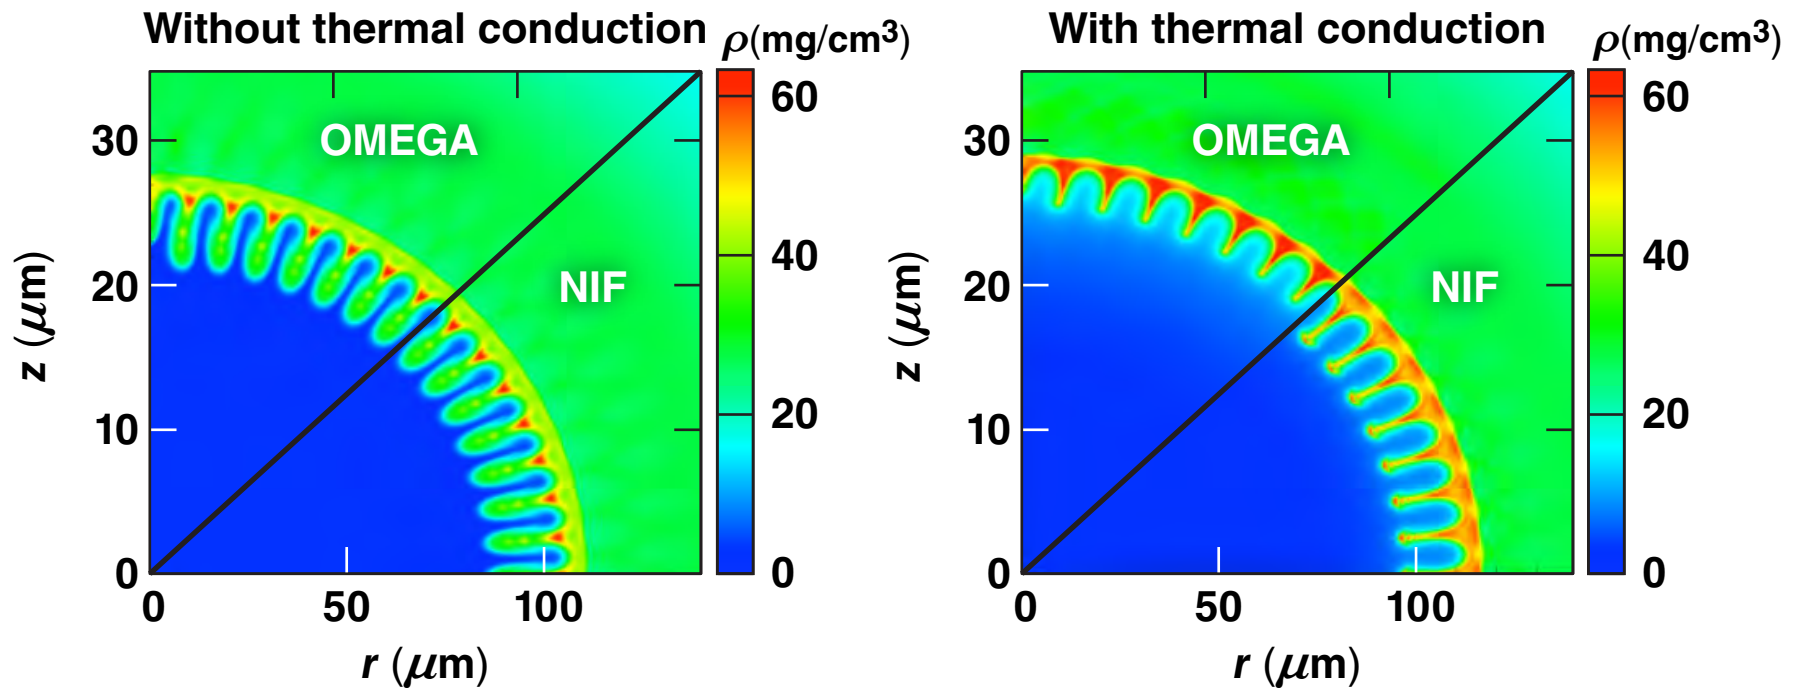 Without thermal conduction
ρ(mg/cm³)
OMEGA
NIF
30
20
10
0
z (μm)
0
50
100
r (μm)
60
40
20
0
With thermal conduction
ρ(mg/cm³)
OMEGA
NIF
30
20
10
0
z (μm)
0
50
100
r (μm)
60
40
20
0